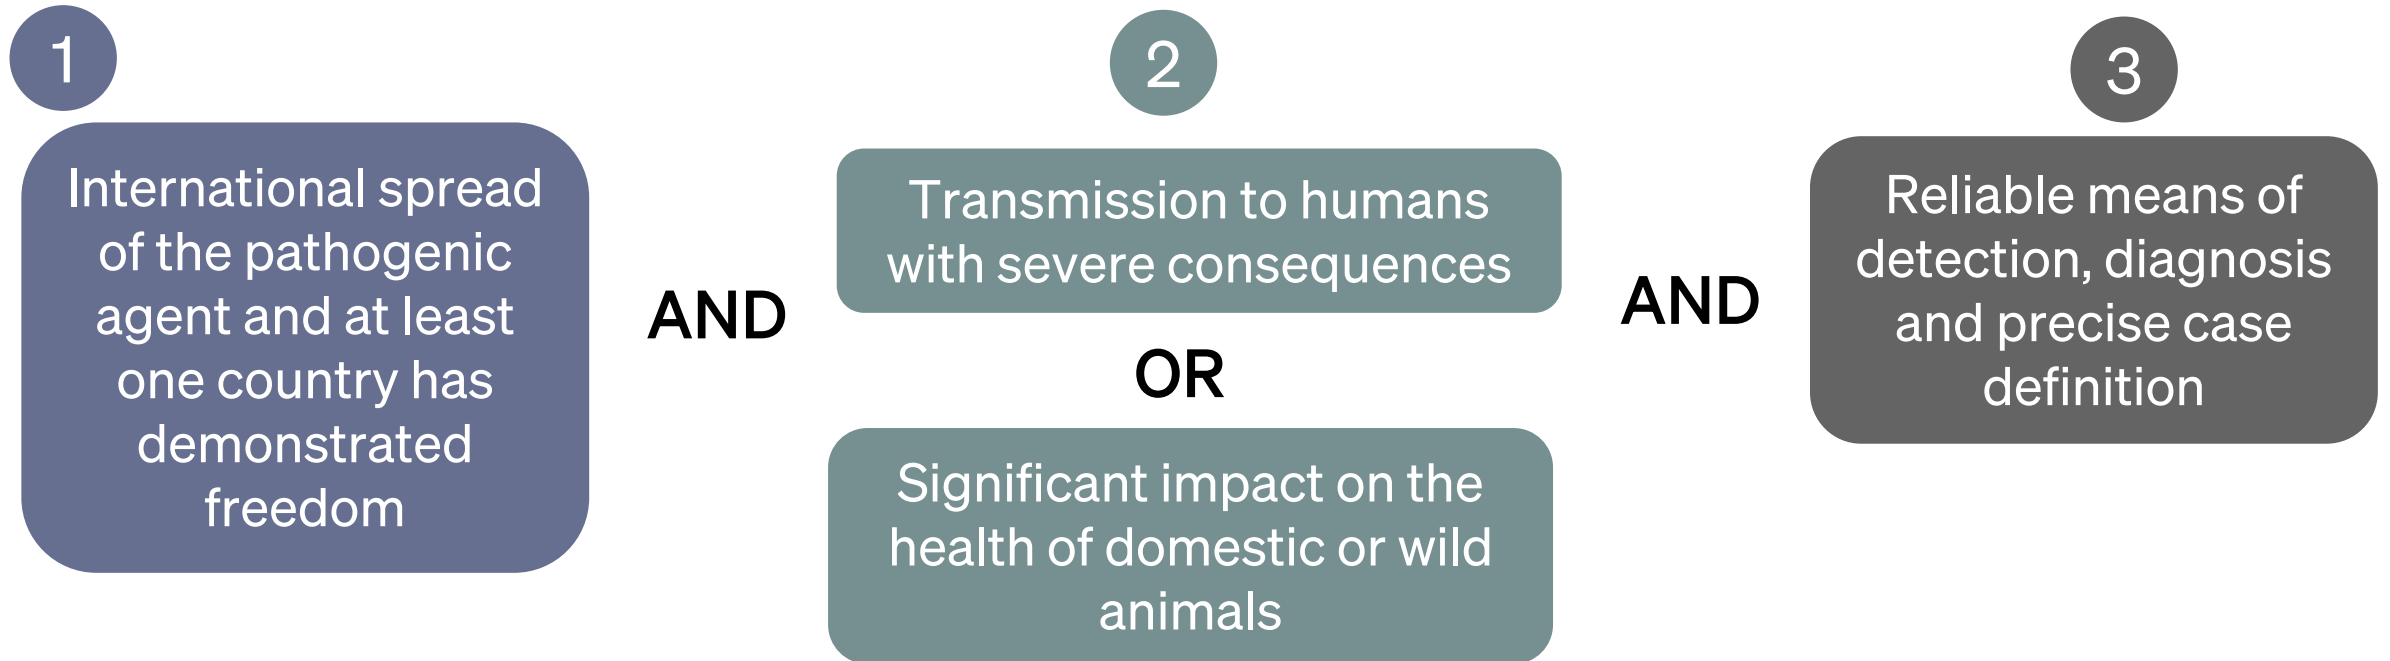 1
International spread
of the pathogenic
agent and at least
one country has
demonstrated
freedom
AND
2
Transmission to humans
with severe consequences
OR
Significant impact on the
health of domestic or wild
animals
AND
3
Reliable means of
detection, diagnosis
and precise case
definition